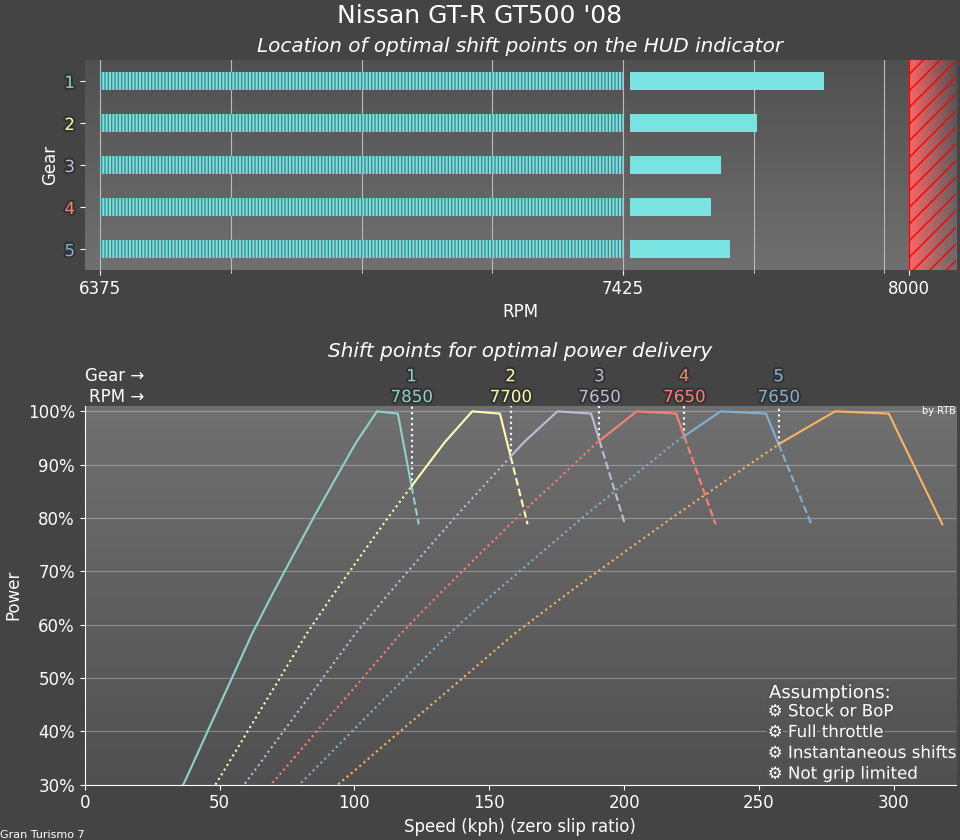 Nissan GT-R GT500 '08
Location of optimal shift points on the HUD indicator
Gear
1
2
3
4
5
6375 7425 8000
RPM
Shift points for optimal power delivery
Gear → 1 2 3 4 5
RPM → 7850 7700 7650 7650 7650
by RTB
Power
100%
90%
80%
70%
60%
50%
40%
30%
Assumptions:
⚙ Stock or BoP
⚙ Full throttle
⚙ Instantaneous shifts
⚙ Not grip limited
0 50 100 150 200 250 300
Speed (kph) (zero slip ratio)
Gran Turismo 7